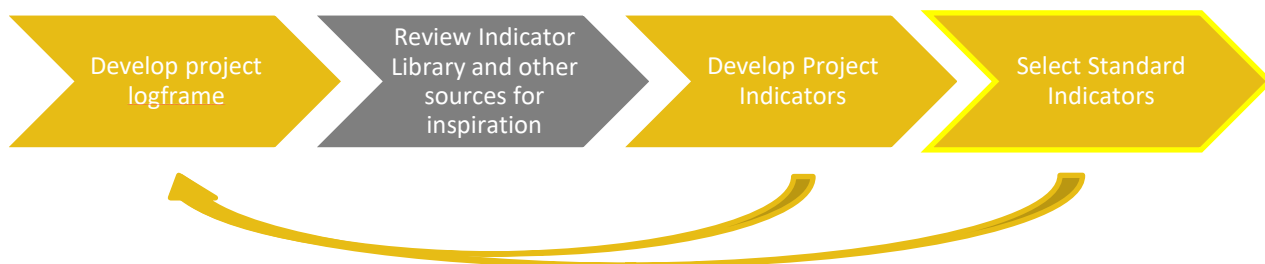 Develop project
logframe
Review Indicator
Library and other
sources for
inspiration
Develop Project
Indicators
Select Standard
Indicators